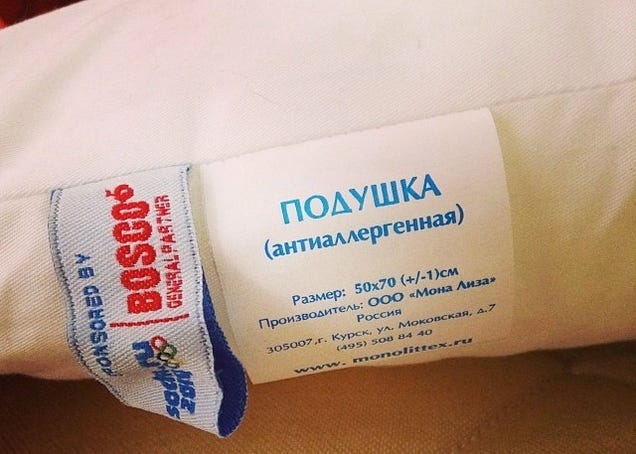 SPONSORED BY
BOSCO
GENERAL PARTNER
sochi.ru
2014
ПОДУШКА
(антиаллергенная)
Размер: 50x70 (+/-1)см
Производитель: ООО «Мона Лиза»
Россия
305007,г. Курск, ул. Моковская, д.7
(495) 508 84 40
www. monolittex.ru